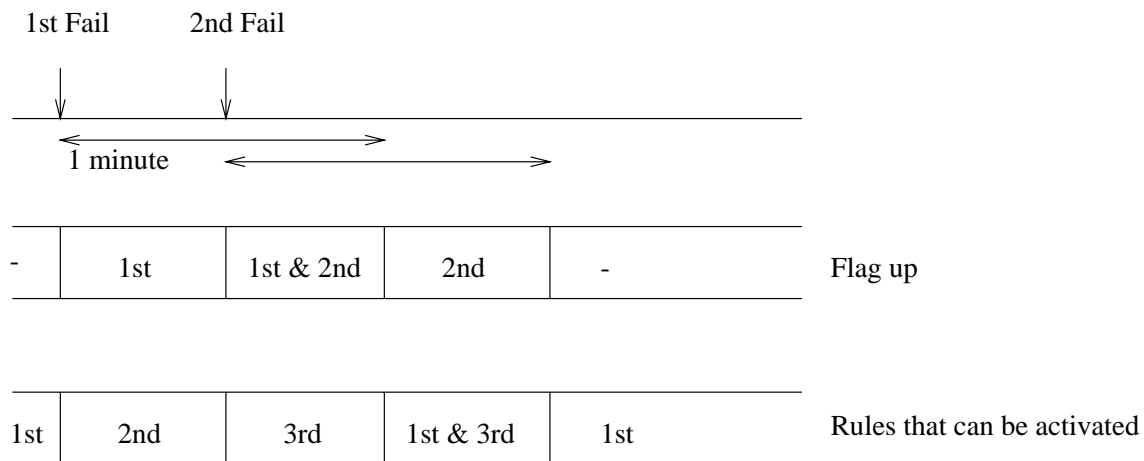 1st Fail 2nd Fail
1 minute
- 1st 1st & 2nd 2nd - Flag up
1st 2nd 3rd 1st & 3rd 1st Rules that can be activated